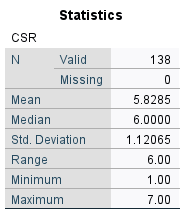 Statistics
CSR
N Valid 138
Missing 0
Mean 5.8285
Median 6.0000
Std. Deviation 1.12065
Range 6.00
Minimum 1.00
Maximum 7.00